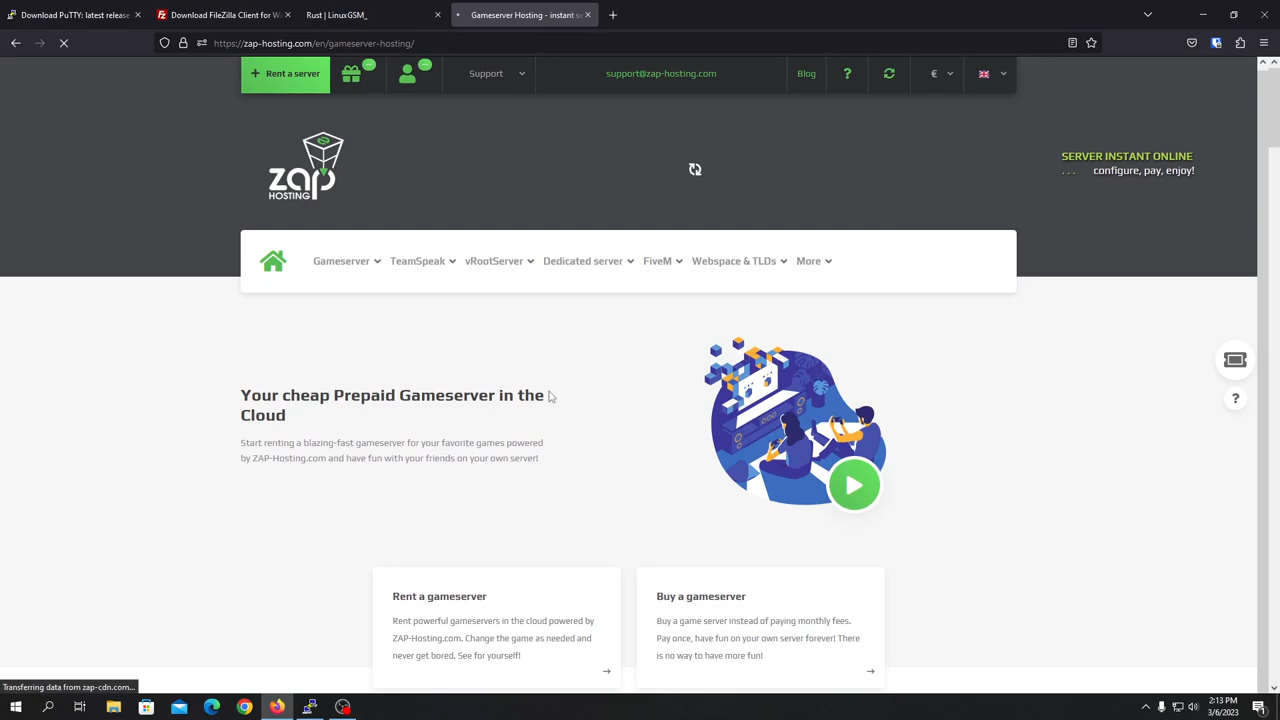 Download PuTTY: latest releas
Download FileZilla Client for Wi
Rust | LinuxGSM_
Gameserver Hosting - instant s
https://zap-hosting.com/en/gameserver-hosting/
+ Rent a server
Support
support@zap-hosting.com
Blog
?
€
zap
HOSTING
SERVER INSTANT ONLINE
. . . configure, pay, enjoy!
Gameserver
TeamSpeak
vRootServer
Dedicated server
FiveM
Webspace & TLDs
More
Your cheap Prepaid Gameserver in the
Cloud
Start renting a blazing-fast gameserver for your favorite games powered
by ZAP-Hosting.com and have fun with your friends on your own server!
?
Rent a gameserver
Rent powerful gameservers in the cloud powered by
ZAP-Hosting.com. Change the game as needed and
never get bored. See for yourself!
→
Buy a gameserver
Buy a game server instead of paying monthly fees.
Pay once, have fun on your own server forever! There
is no way to have more fun!
→
Transferring data from zap-cdn.com...
2:13 PM
3/6/2023